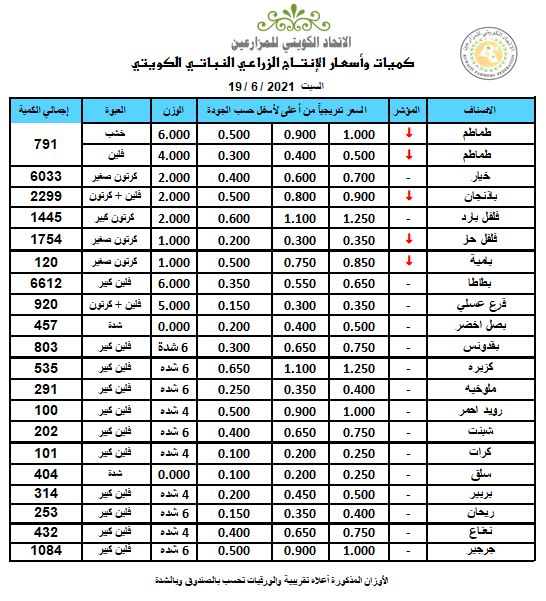 الاتحاد الكويتي للمزارعين
كميات وأسعار الإنتاج الزراعي النباتي الكويتي
السبت 19 / 6 / 2021
الاصناف المؤشر السعر تدريجياً من أعلى لأسفل حسب الجودة الوزن العبوة إجمالي الكمية
طماطم 1.000 0.900 0.500 6.000 خشب 791
طماطم 0.500 0.400 0.300 4.000 فلين
خيار - 0.700 0.600 0.400 2.000 كرتون صغير 6033
باذنجان 0.900 0.800 0.500 2.000 فلين + كرتون 2299
فلفل بارد - 1.250 1.100 0.600 2.000 كرتون كبير 1445
فلفل حار 0.350 0.300 0.200 1.000 كرتون صغير 1754
بامية 0.850 0.750 0.500 1.000 كرتون صغير 120
بطاطا - 0.650 0.550 0.350 6.000 فلين كبير 6612
قرع عسلي - 0.350 0.300 0.150 5.000 فلين + كرتون 920
بصل اخضر - 0.500 0.400 0.200 0.000 شدة 457
بقدونس - 0.750 0.650 0.300 6 شدة فلين كبير 803
كزبره - 1.250 1.100 0.650 6 شده فلين كبير 535
ملوخيه - 0.400 0.350 0.250 6 شده فلين كبير 291
رويد احمر - 1.000 0.900 0.500 4 شده فلين كبير 100
شبنت - 0.750 0.650 0.400 6 شده فلين كبير 202
كرات - 0.250 0.200 0.100 4 شده فلين كبير 101
سلق - 0.250 0.200 0.100 0.000 شدة 404
بربير - 0.500 0.450 0.200 4 شده فلين كبير 314
ريحان - 0.400 0.350 0.150 6 شده فلين كبير 253
نعناع - 0.750 0.650 0.400 4 شده فلين كبير 432
جرجير - 1.000 0.900 0.500 6 شده فلين كبير 1084
الأوزان المذكورة أعلاه تقريبية والورقيات تحسب بالصندوق وبالشدة